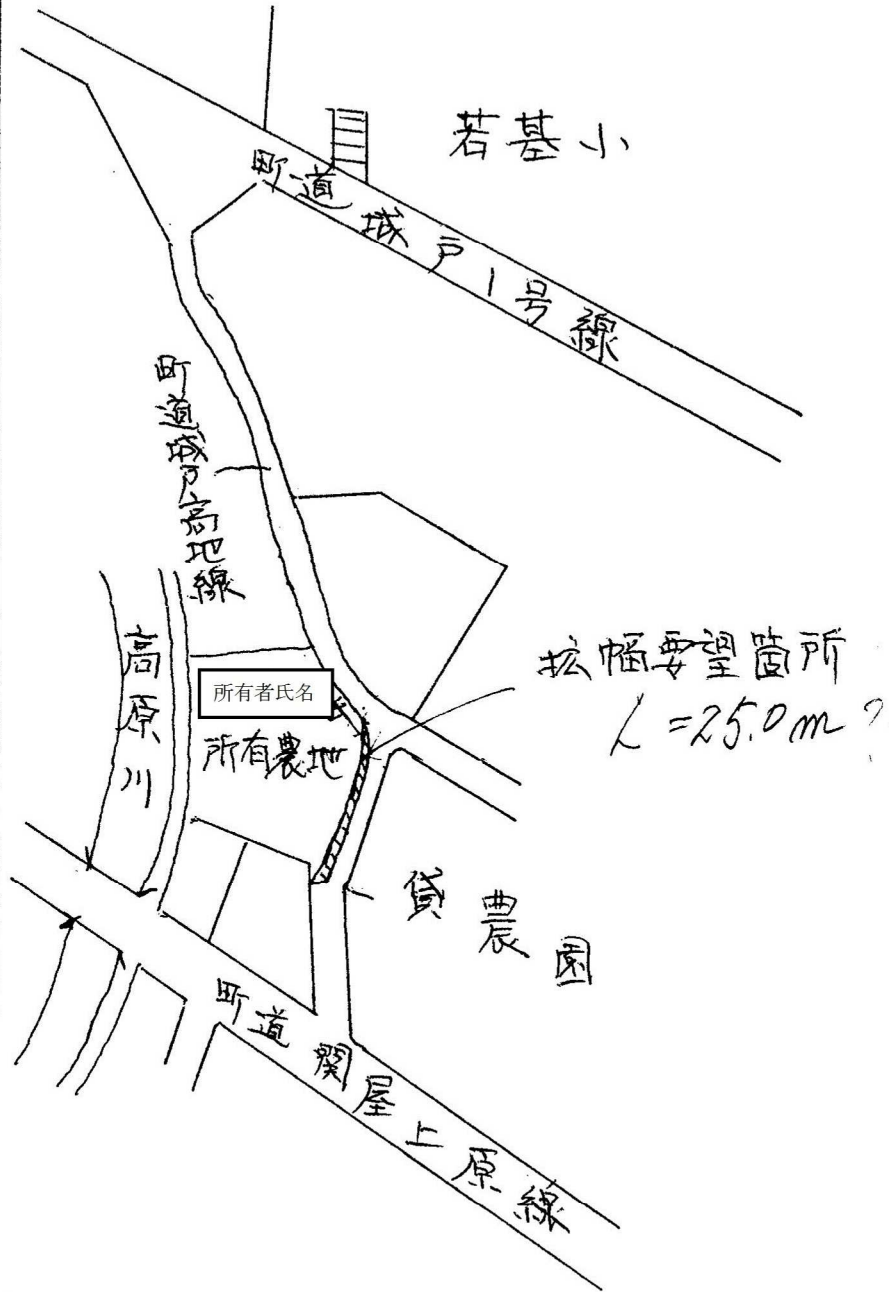 若基小
町道城戸1号線
町道城戸高地線
高原川
所有者氏名
所有農地
拡幅要望箇所
L=25.0m?
貸農園
町道関屋上原線